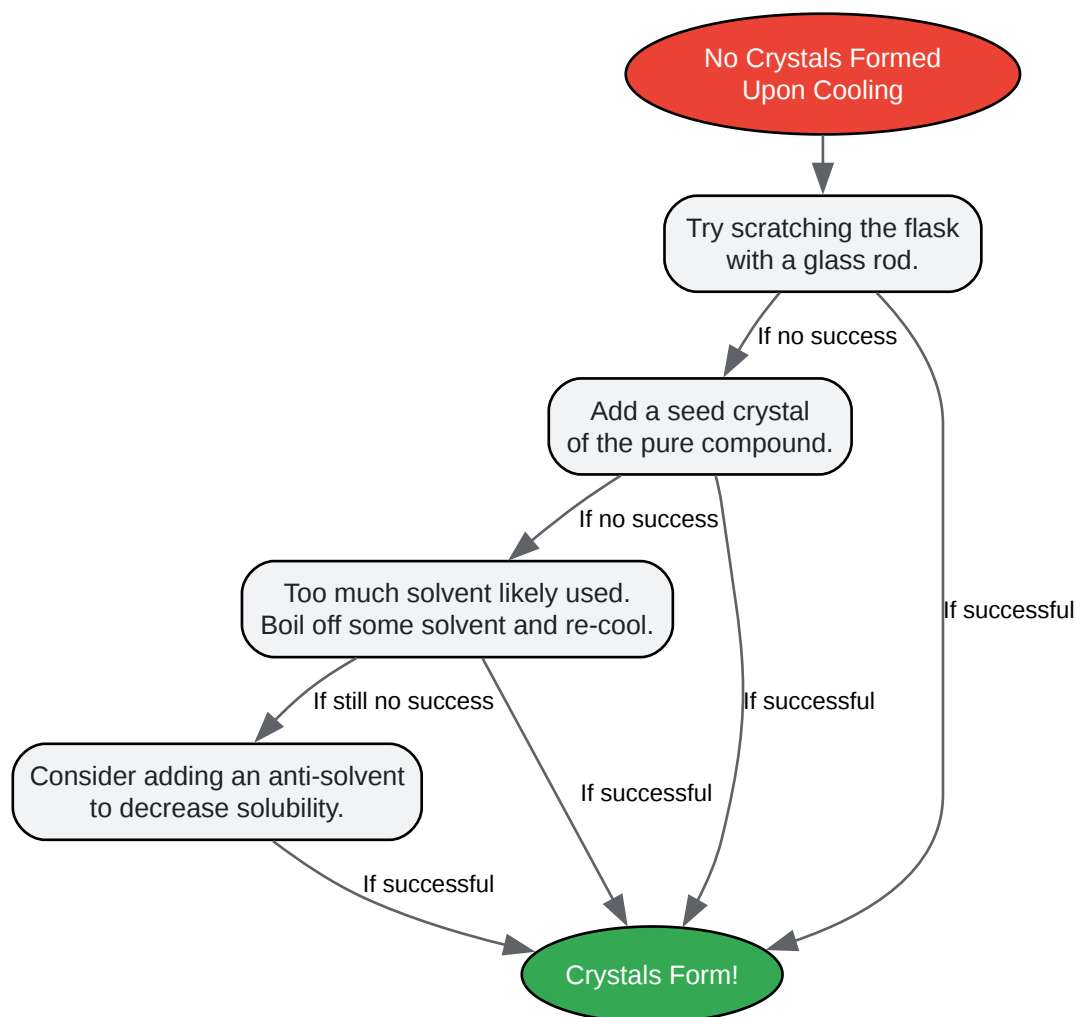 No Crystals Formed
Upon Cooling
Try scratching the flask
with a glass rod.
If no success
Add a seed crystal
of the pure compound.
If no success
Too much solvent likely used.
Boil off some solvent and re-cool.
If successful
If still no success
If successful
Consider adding an anti-solvent
to decrease solubility.
If successful
If successful
Crystals Form!